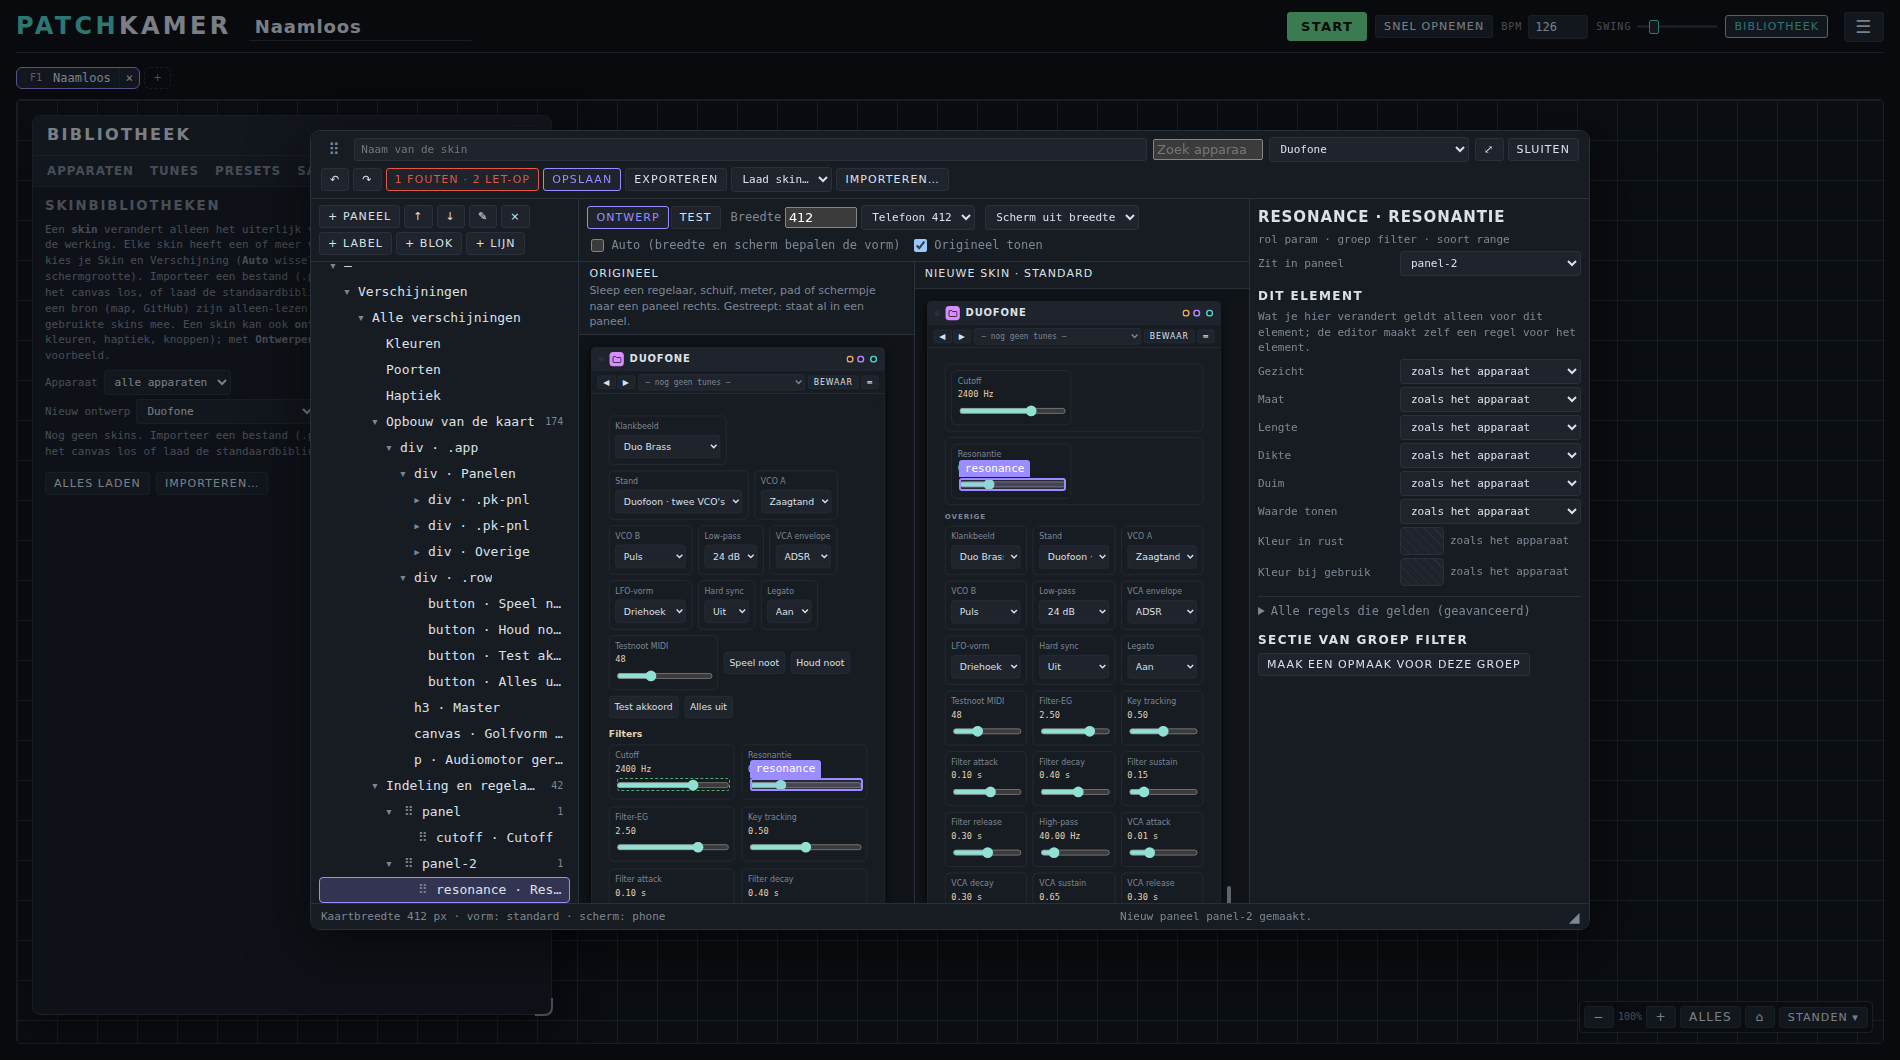 PATCHKAMER
Naamloos
START
SNEL OPNEMEN
BPM
126
SWING
BIBLIOTHEEK
☰
F1 Naamloos ×
+
BIBLIOTHEEK
APPARATEN TUNES PRESETS
SKINBIBLIOTHEKEN
Een skin verandert alleen het uiterlijk
de werking. Elke skin heeft een of meer
kies je Skin en Verschijning (Auto
schermgrootte). Importeer een bestand
het canvas los, of laad de
een bron (map, GitHub) zijn
gebruikte skins mee. Een skin kan ook
kleuren, haptiek, knoppen); met
voorbeeld.
Apparaat alle apparaten
Nieuw ontwerp Duofone
Nog geen skins. Importeer een bestand
het canvas los of laad de
ALLES LADEN IMPORTEREN…
Naam van de skin
Zoek apparaa
Duofone
⤢
SLUITEN
↶ ↷ 1 FOUTEN · 2 LET-OP OPSLAAN EXPORTEREN Laad skin… IMPORTEREN…
+ PANEEL ↑ ↓ ✎ ×
+ LABEL + BLOK + LIJN
▾ —
▾ Verschijningen
▾ Alle verschijningen
Kleuren
Poorten
Haptiek
▾ Opbouw van de kaart 174
▾ div · .app
▾ div · Panelen
▸ div · .pk-pnl
▸ div · .pk-pnl
▸ div · Overige
▾ div · .row
button · Speel n…
button · Houd no…
button · Test ak…
button · Alles u…
h3 · Master
canvas · Golfvorm …
p · Audiomotor ger…
▾ Indeling en regela… 42
▾ ⠿ panel 1
⠿ cutoff · Cutoff
▾ ⠿ panel-2 1
⠿ resonance · Res…
ONTWERP TEST Breedte 412 Telefoon 412 Scherm uit breedte
Auto (breedte en scherm bepalen de vorm) Origineel tonen
ORIGINEEL
Sleep een regelaar, schuif, meter, pad of schermpje
naar een paneel rechts. Gestreept: staat al in een
paneel.
DUOFONE
◀ ▶ — nog geen tunes — BEWAAR =
Klankbeeld
Duo Brass
Stand VCO A
Duofoon · twee VCO's Zaagtand
VCO B Low-pass VCA envelope
Puls 24 dB ADSR
LFO-vorm Hard sync Legato
Driehoek Uit Aan
Testnoot MIDI
48
Speel noot Houd noot
Test akkoord Alles uit
Filters
Cutoff Resonantie
2400 Hz
resonance
Filter-EG Key tracking
2.50 0.50
Filter attack Filter decay
0.10 s 0.40 s
NIEUWE SKIN · STANDARD
DUOFONE
◀ ▶ — nog geen tunes — BEWAAR =
Cutoff
2400 Hz
Resonantie
resonance
OVERIGE
Klankbeeld Stand VCO A
Duo Bras Duofoon · Zaagtand
VCO B Low-pass VCA envelope
Puls 24 dB ADSR
LFO-vorm Hard sync Legato
Driehoek Uit Aan
Testnoot MIDI Filter-EG Key tracking
48 2.50 0.50
Filter attack Filter decay Filter sustain
0.10 s 0.40 s 0.15
Filter release High-pass VCA attack
0.30 s 40.00 Hz 0.01 s
VCA decay VCA sustain VCA release
0.30 s 0.65 0.30 s
RESONANCE · RESONANTIE
rol param · groep filter · soort range
Zit in paneel panel-2
DIT ELEMENT
Wat je hier verandert geldt alleen voor dit
element; de editor maakt zelf een regel voor het
element.
Gezicht zoals het apparaat
Maat zoals het apparaat
Lengte zoals het apparaat
Dikte zoals het apparaat
Duim zoals het apparaat
Waarde tonen zoals het apparaat
Kleur in rust zoals het apparaat
Kleur bij gebruik zoals het apparaat
▶ Alle regels die gelden (geavanceerd)
SECTIE VAN GROEP FILTER
MAAK EEN OPMAAK VOOR DEZE GROEP
Kaartbreedte 412 px · vorm: standard · scherm: phone
Nieuw paneel panel-2 gemaakt.
− 100% + ALLES ⌂ STANDEN ▾